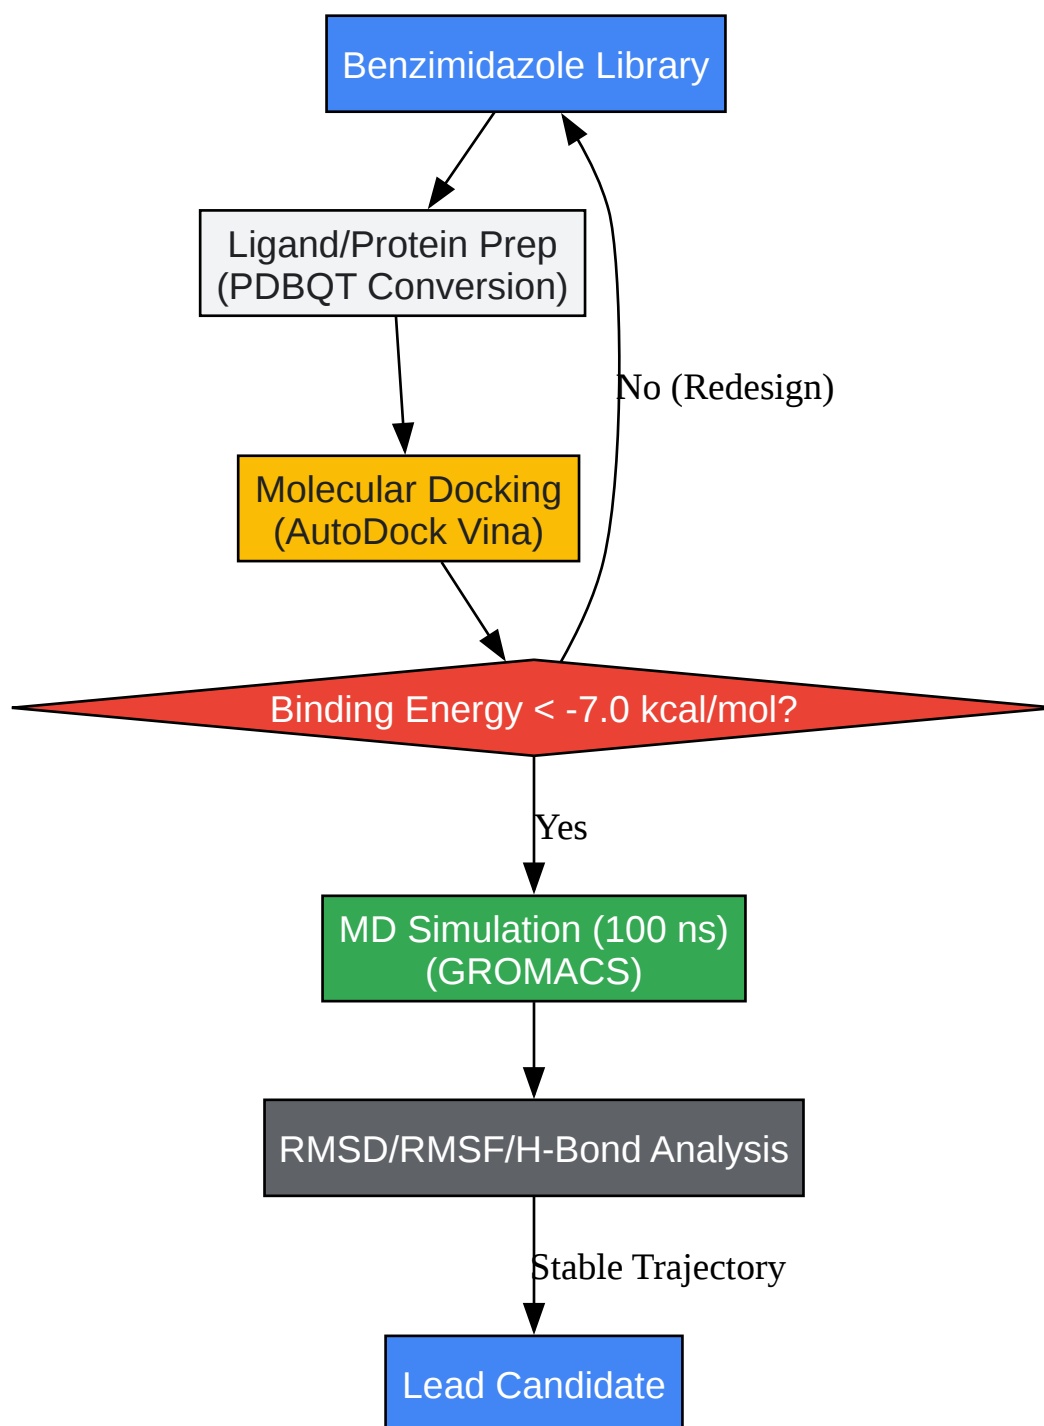 Benzimidazole Library
Ligand/Protein Prep
(PDBQT Conversion)
No (Redesign)
Molecular Docking
(AutoDock Vina)
Binding Energy < -7.0 kcal/mol?
Yes
MD Simulation (100 ns)
(GROMACS)
RMSD/RMSF/H-Bond Analysis
Stable Trajectory
Lead Candidate